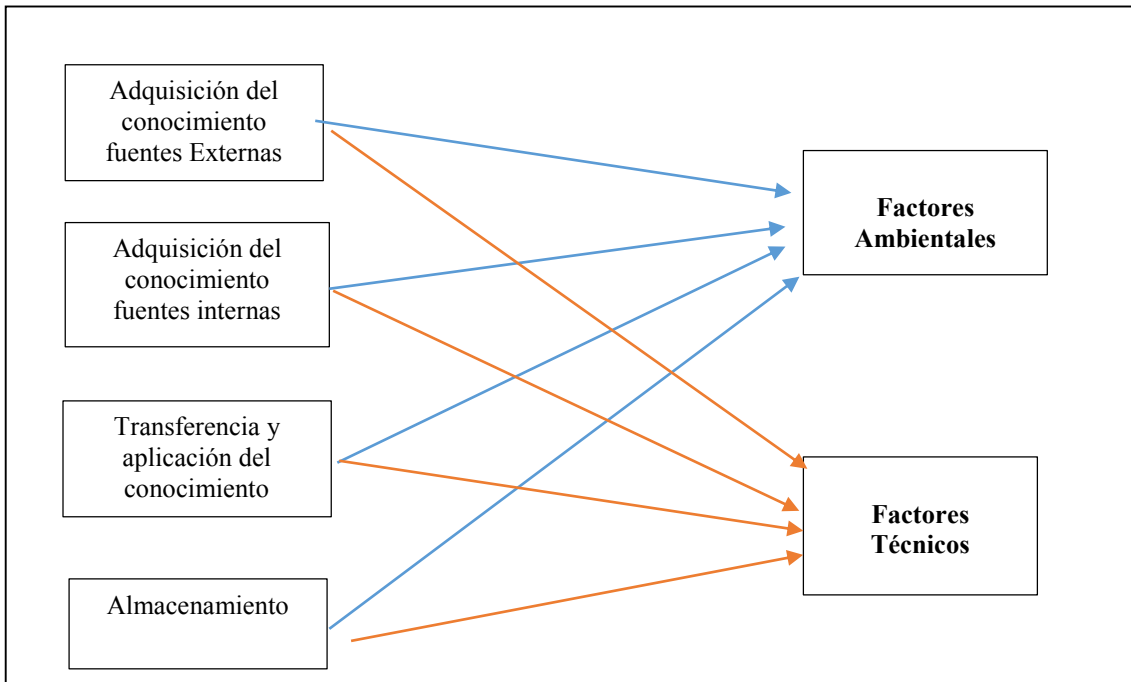 Adquisición del
conocimiento
fuentes Externas
Adquisición del
conocimiento
fuentes internas
Transferencia y
aplicación del
conocimiento
Almacenamiento
Factores
Ambientales
Factores
Técnicos